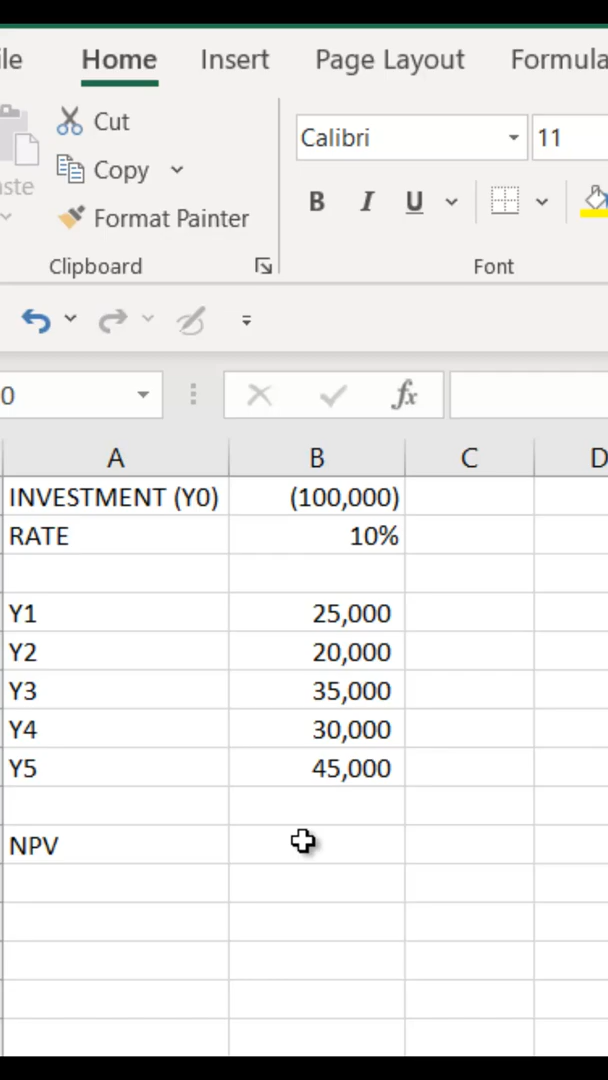 ile Home Insert Page Layout Formula
Cut
Copy
aste
Format Painter
Clipboard
Calibri 11
B I U
Font
0 fx
A B C D
INVESTMENT (Y0) (100,000)
RATE 10%
Y1 25,000
Y2 20,000
Y3 35,000
Y4 30,000
Y5 45,000
NPV